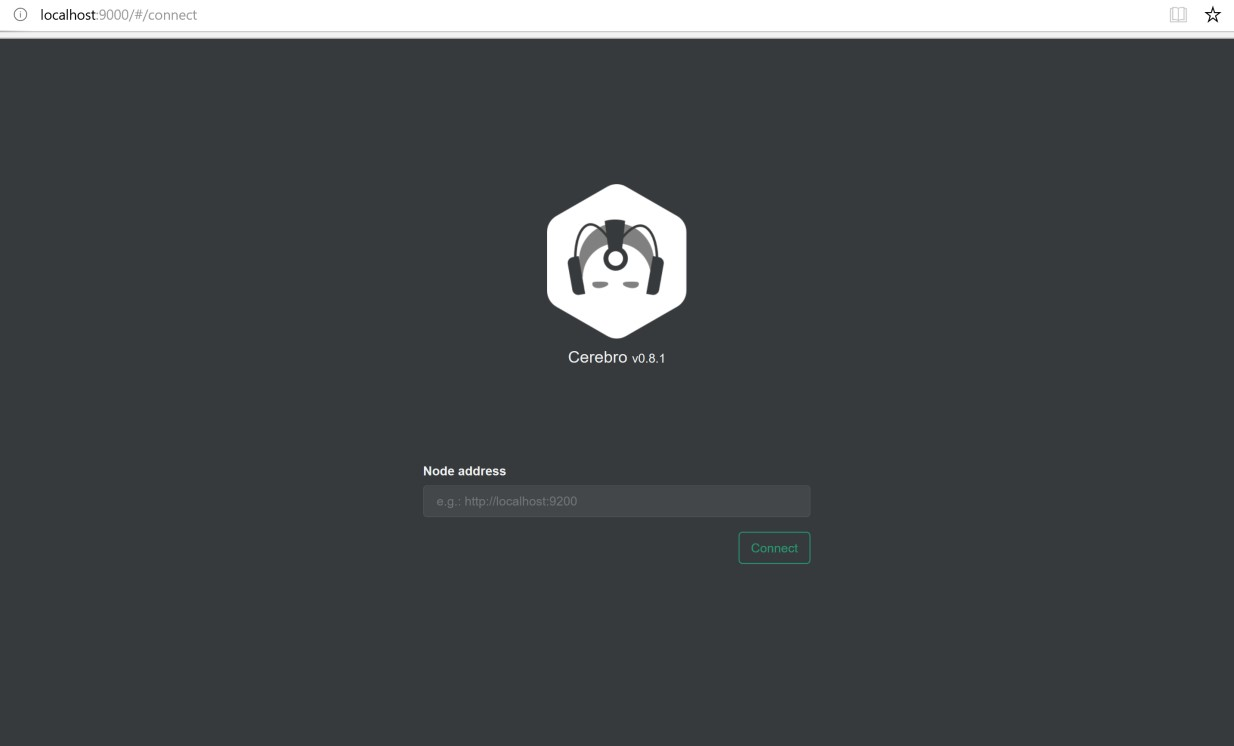 localhost:9000/#/connect
Cerebro v0.8.1
Node address
e.g.: http://localhost:9200
Connect